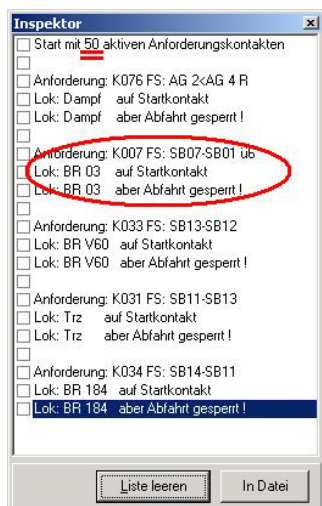 Inspektor
Start mit 50 aktiven Anforderungskontakten
Anforderung: K076 FS: AG 2<AG 4 R
Lok: Dampf auf Startkontakt
Lok: Dampf aber Abfahrt gesperrt !
Anforderung: K007 FS: SB07-SB01 ü6
Lok: BR 03 auf Startkontakt
Lok: BR 03 aber Abfahrt gesperrt !
Anforderung: K033 FS: SB13-SB12
Lok: BR V60 auf Startkontakt
Lok: BR V60 aber Abfahrt gesperrt !
Anforderung: K031 FS: SB11-SB13
Lok: Trz auf Startkontakt
Lok: Trz aber Abfahrt gesperrt !
Anforderung: K034 FS: SB14-SB11
Lok: BR 184 auf Startkontakt
Lok: BR 184 aber Abfahrt gesperrt !
Liste leeren In Datei